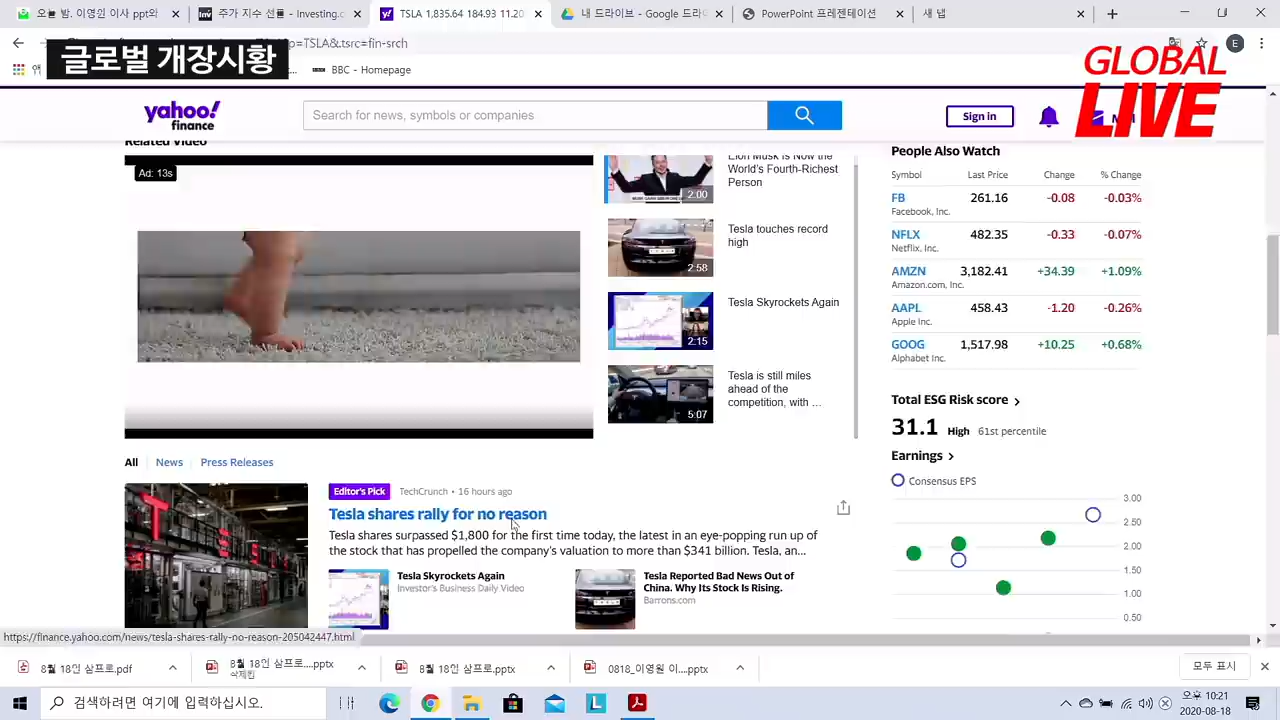 주가 지수 선물 - Investing.c
TSLA 1,835.64 184.93 11.20
내 드라이브 - Google 드라
PowerPoint 프레젠테이션
새 탭
글로벌 개장시황
p=TSLA&.tsrc=fin-srch
E
BBC - Homepage
GLOBAL
LIVE
yahoo!
finance
Search for news, symbols or companies
Sign in
Related Video
Ad: 13s
Elon Musk Is Now the
World's Fourth-Richest
Person
2:00
Tesla touches record
high
2:58
Tesla Skyrockets Again
2:15
Tesla is still miles
ahead of the
competition, with ...
5:07
People Also Watch
Symbol Last Price Change % Change
FB 261.16 -0.08 -0.03%
Facebook, Inc.
NFLX 482.35 -0.33 -0.07%
Netflix, Inc.
AMZN 3,182.41 +34.39 +1.09%
Amazon.com, Inc.
AAPL 458.43 -1.20 -0.26%
Apple Inc.
GOOG 1,517.98 +10.25 +0.68%
Alphabet Inc.
Total ESG Risk score
31.1 High 61st percentile
Earnings
Consensus EPS
3.00
2.50
2.00
1.50
1.00
0.50
All News Press Releases
Editor's Pick TechCrunch • 16 hours ago
Tesla shares rally for no reason
Tesla shares surpassed $1,800 for the first time today, the latest in an eye-popping run up of
the stock that has propelled the company's valuation to more than $341 billion. Tesla, an...
Tesla Skyrockets Again
Investor's Business Daily Video
Tesla Reported Bad News Out of
China. Why Its Stock Is Rising.
Barrons.com
https://finance.yahoo.com/news/tesla-shares-rally-no-reason-205042447.html
8월 18인 삼프로.pdf
8월 18인 삼프로....pptx
삭제됨
8월 18인 삼프로.pptx
0818_이영원 이....pptx
모두 표시
검색하려면 여기에 입력하십시오.
오후 10:21
2020-08-18